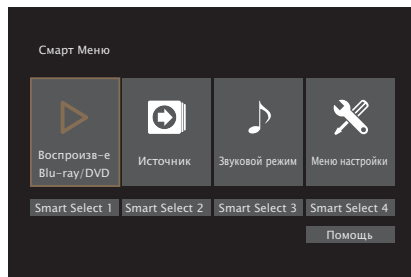 Смарт Меню
Воспроизв-е
Blu-ray/DVD
Источник
Звуковой режим
Меню настройки
Smart Select 1
Smart Select 2
Smart Select 3
Smart Select 4
Помощь